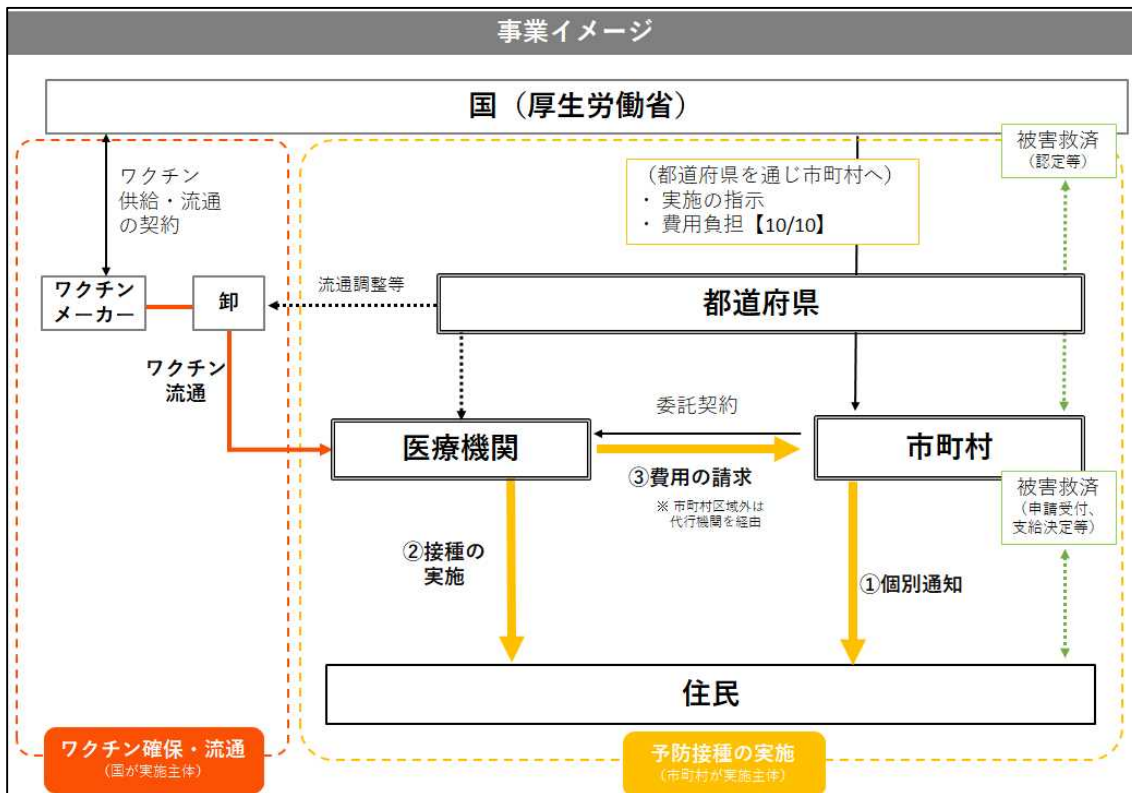 事業イメージ
国（厚生労働省）
被害救済
（認定等）
ワクチン
供給・流通
の契約
（都道府県を通じ市町村へ）
・ 実施の指示
・ 費用負担【10/10】
ワクチン
メーカー
卸
流通調整等
都道府県
ワクチン
流通
委託契約
医療機関
市町村
③費用の請求
※ 市町村区域外は
代行機関を経由
被害救済
（申請受付、
支給決定等）
②接種の
実施
①個別通知
住民
ワクチン確保・流通
（国が実施主体）
予防接種の実施
（市町村が実施主体）